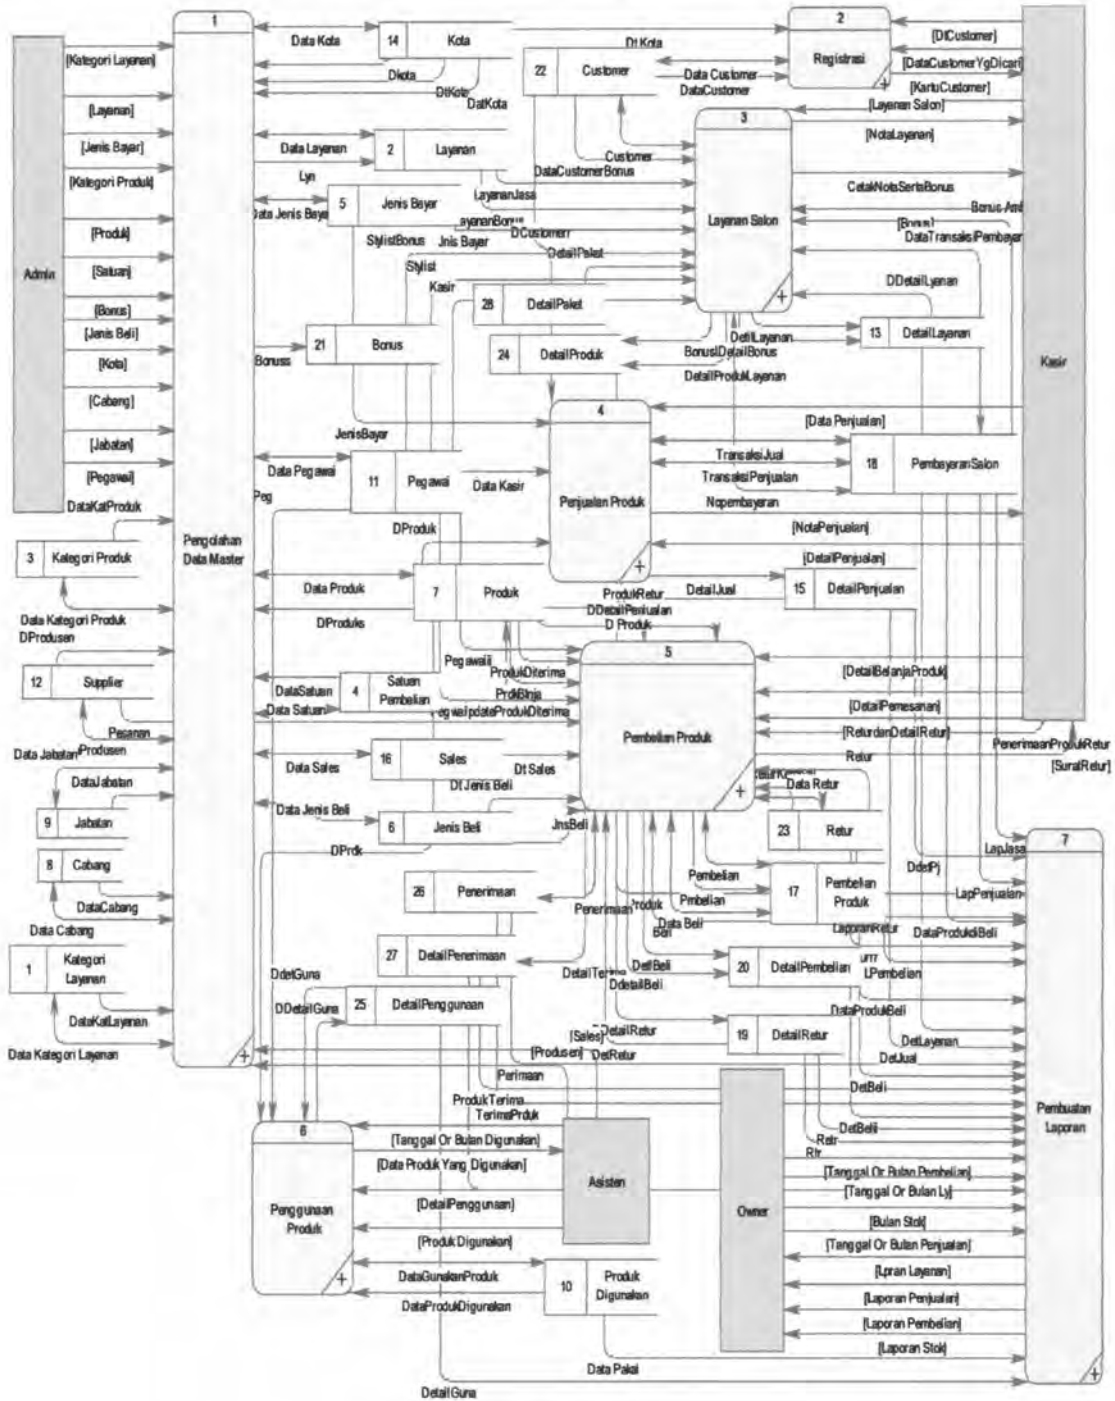 1
Data Kota
14
Kota
2
Registrasi
[DtCustomer]
[Kategori Layanan]
Dkota
DtKota
DatKota
Dt Kota
22
Customer
Data Customer
DataCustomer
[DataCustomerYgDicari]
[KartuCustomer]
[Layanan]
3
[Layanan Salon]
[NotaLayanan]
[Jenis Bayar]
Data Layanan
2
Layanan
Customer
DataCustomerBonus
[Kategori Produk]
Lyn
LayananJasa
CetakNotaSertaBonus
Data Jenis Bayar
5
Jenis Bayar
Layanan Salon
[Produk]
StylistBonus
Jnis Bayar
DCustomerr
[Bonus]
DataTransaksiPembayar
Admin
Stylist
DetailPaket
[Satuan]
Kasir
DDetailLyanan
[Bonus]
28
DetailPaket
[Jenis Beli]
21
Bonus
Bonuss
24
DetailProduk
DetilLayanan
13
DetailLayanan
Kasir
[Kota]
BonuslDetailBonus
DetailProdukLayanan
[Cabang]
4
[Jabatan]
JenisBayar
[Data Penjualan]
[Pegawai]
Data Pegawai
11
Pegawai
Data Kasir
TransaksiJual
18
PembayaranSalon
DataKatProduk
Peg
Penjualan Produk
TransaksiPenjualan
Nopembayaran
3
Kategori Produk
Pengolahan
Data Master
DProduk
[NotaPenjualan]
[DetailPenjualan]
Data Produk
7
Produk
ProdukRetur
DetailJual
15
DetailPenjualan
Data Kategori Produk
DProduks
DDetailPenjualan
D Produk
DProdusen
5
12
Supplier
Pegawaii
ProdukDiterima
[DetailBelanjaProduk]
DataSatuan
4
Satuan
Pembelian
PrdkBlnja
[DetailPemesanan]
Pesanan
Data Satuan
Pembelian Produk
[ReturdanDetailRetur]
Produsen
Data Jabatan
PenerimaanProdukRetur
[SuratRetur]
Data Sales
16
Sales
Dt Sales
Retur
DataJabatan
Dt Jenis Beli
Data Retur
9
Jabatan
Data Jenis Beli
6
Jenis Beli
JnsBeli
23
Retur
7
8
Cabang
DPrdk
LapJasa
DdetPj
DataCabang
26
Penerimaan
Penerimaan
Pembelian
Pmbelian
17
Pembelian
Produk
LapPenjualan
Data Cabang
Data Beli
Beri
LaporanRetur
DataProdukdiBeli
1
Kategori
Layanan
27
DetailPenerimaan
DetailTerima
DetBeli
20
DetailPembelian
LPembelian
DdetGuna
DdetailBeli
DDetailGuna
25
DetailPenggunaan
DataProdukBeli
DataKatLayanan
[Sales]
DDetailRetur
19
DetailRetur
DetLayanan
Data Kategori Layanan
[Produsen]
DetRetur
DetJual
Perimaan
DetBeli
ProdukTerima
TerimaPrduk
Pembuatan
Laporan
6
DetBelii
[Tanggal Or Bulan Digunakan]
Retr
Rtr
[Data Produk Yang Digunakan]
Asisten
[Tanggal Or Bulan Pembelian]
Penggunaan
Produk
[DetailPenggunaan]
Owner
[Tanggal Or Bulan Ly]
[Bulan Stok]
[Produk Digunakan]
[Tanggal Or Bulan Penjualan]
DataGunakanProduk
10
Produk
Digunakan
[Lpran Layanan]
DataProdukDigunakan
[Laporan Penjualan]
[Laporan Pembelian]
[Laporan Stok]
Data Pakai
DetailGuna